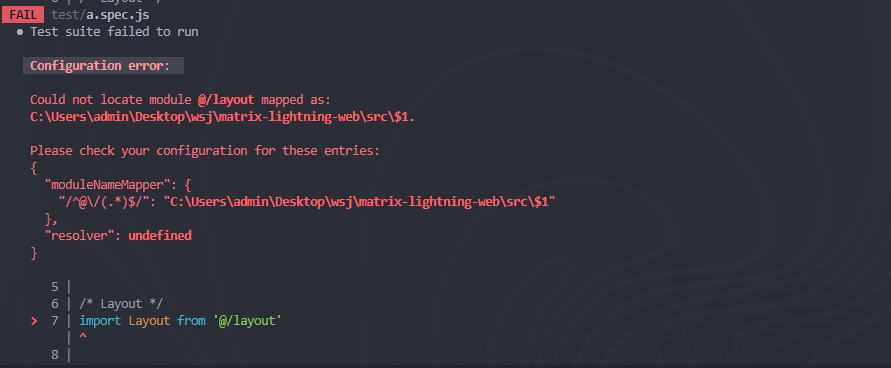 FAIL test/a.spec.js
● Test suite failed to run
Configuration error:
Could not locate module @/layout mapped as:
C:\Users\admin\Desktop\wsj\matrix-lightning-web\src\$1.
Please check your configuration for these entries:
{
"moduleNameMapper": {
"/^@\/(.*)$/": "C:\Users\admin\Desktop\wsj\matrix-lightning-web\src\$1"
},
"resolver": undefined
}
5 |
6 | /* Layout */
> 7 | import Layout from '@/layout'
| ^
8 |